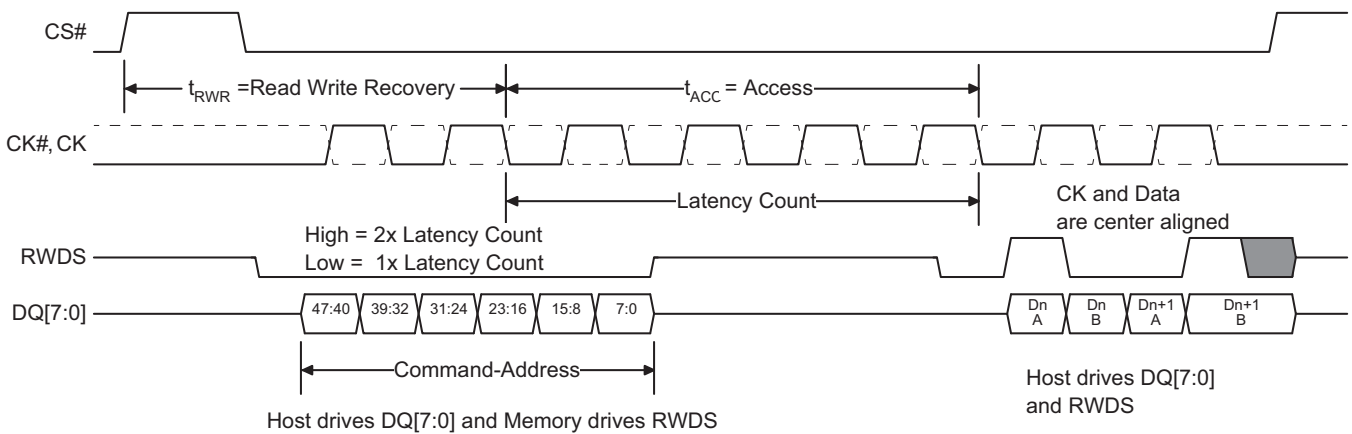 CS#
tRWR =Read Write Recovery
tACC = Access
CK#, CK
Latency Count
CK and Data
are center aligned
High = 2x Latency Count
Low = 1x Latency Count
RWDS
DQ[7:0]
47:40 39:32 31:24 23:16 15:8 7:0
Dn
A
Dn
B
Dn+1
A
Dn+1
B
Command-Address
Host drives DQ[7:0]
and RWDS
Host drives DQ[7:0] and Memory drives RWDS